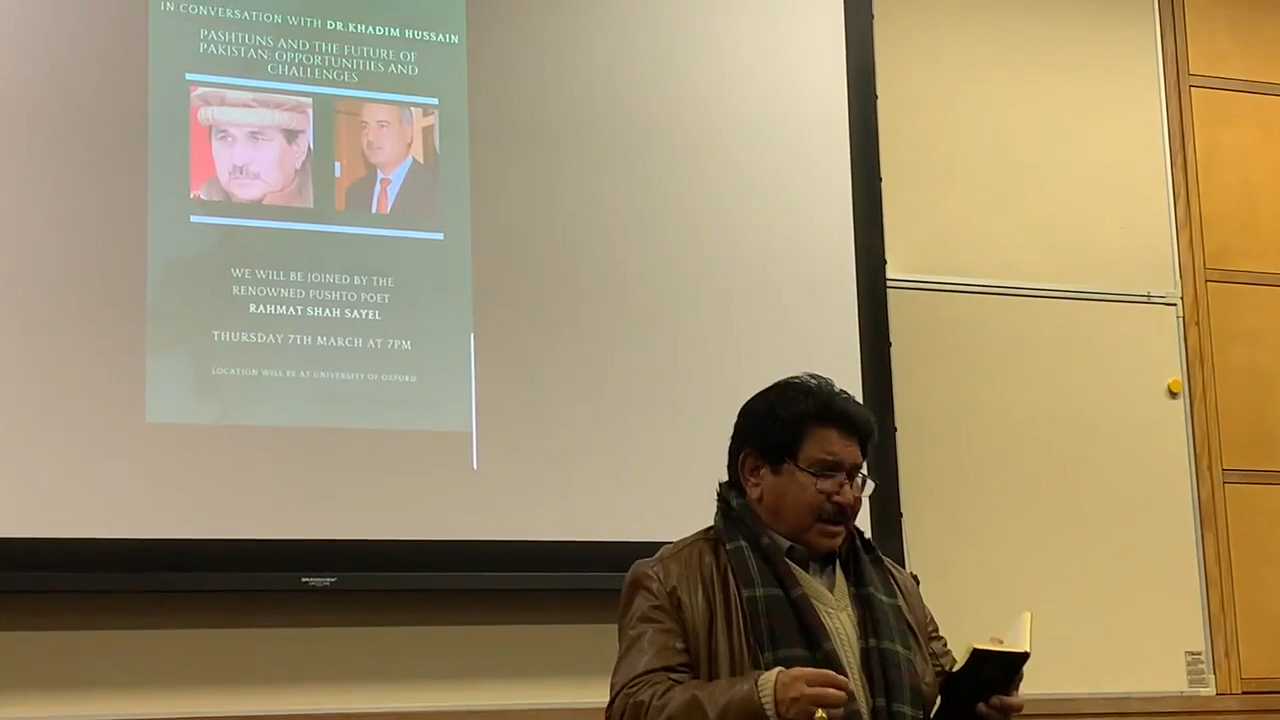 IN CONVERSATION WITH DR.KHADIM HUSSAIN
PASHTUNS AND THE FUTURE OF
PAKISTAN: OPPORTUNITIES AND
CHALLENGES
WE WILL BE JOINED BY THE
RENOWNED PUSHTO POET
RAHMAT SHAH SAYEL
THURSDAY 7TH MARCH AT 7PM
LOCATION WILL BE AT UNIVERSITY OF OXFORD
GRANDVIEW